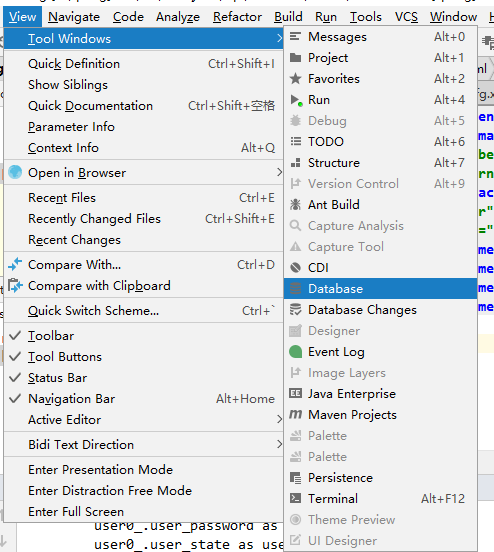 View Navigate Code Analyze Refactor Build Run Tools VCS Window H
Tool Windows
Quick Definition Ctrl+Shift+I
Show Siblings
Quick Documentation Ctrl+Shift+空格
Parameter Info
Context Info Alt+Q
Open in Browser
Recent Files Ctrl+E
Recently Changed Files Ctrl+Shift+E
Recent Changes
Compare With... Ctrl+D
Compare with Clipboard
Quick Switch Scheme... Ctrl+`
Toolbar
Tool Buttons
Status Bar
Navigation Bar Alt+Home
Active Editor
Bidi Text Direction
Enter Presentation Mode
Enter Distraction Free Mode
Enter Full Screen
Messages Alt+0
Project Alt+1
Favorites Alt+2
Run Alt+4
Debug Alt+5
TODO Alt+6
Structure Alt+7
Version Control Alt+9
Ant Build
Capture Analysis
Capture Tool
CDI
Database
Database Changes
Designer
Event Log
Image Layers
Java Enterprise
Maven Projects
Palette
Palette
Persistence
Terminal Alt+F12
Theme Preview
UI Designer
user0_.user_password as
user0_.user_state as use